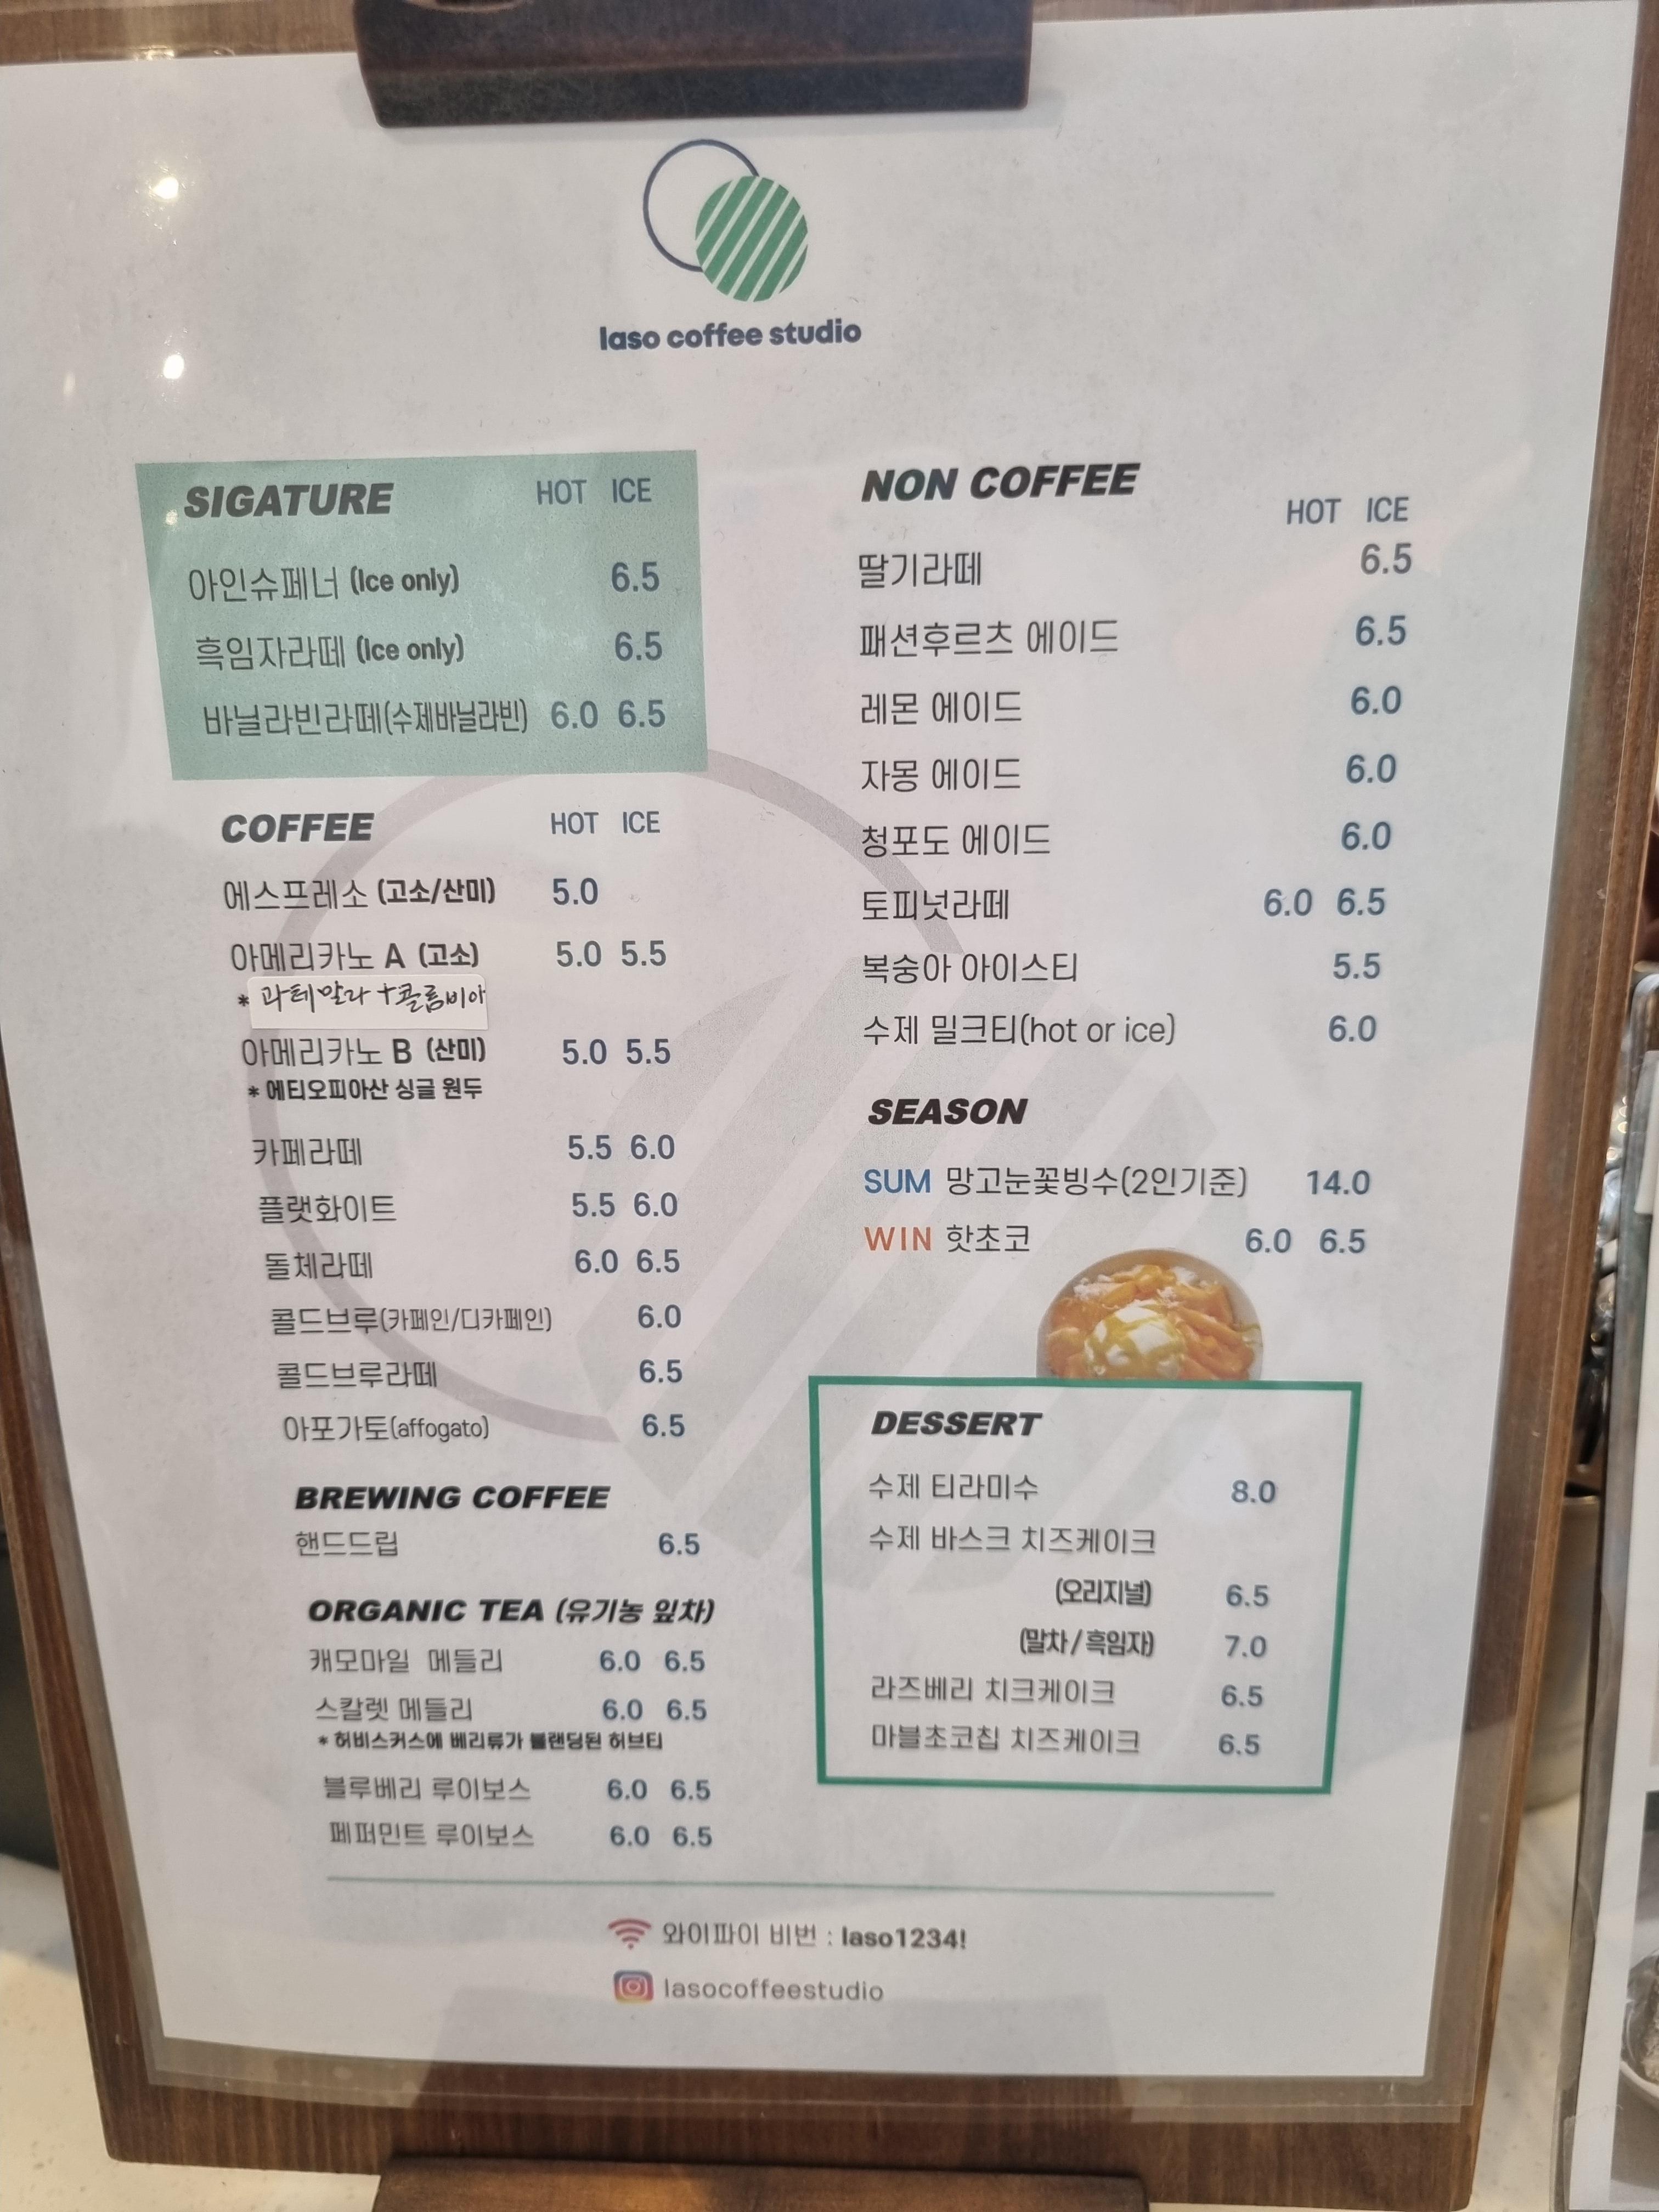 laso coffee studio
SIGATURE HOT ICE
아인슈페너 (Ice only) 6.5
흑임자라떼 (Ice only) 6.5
바닐라빈라떼(수제바닐라빈) 6.0 6.5
COFFEE HOT ICE
에스프레소 (고소/산미) 5.0
아메리카노 A (고소) 5.0 5.5
* 과테말라 + 콜롬비아
아메리카노 B (산미) 5.0 5.5
* 에티오피아산 싱글 원두
카페라떼 5.5 6.0
플랫화이트 5.5 6.0
돌체라떼 6.0 6.5
콜드브루(카페인/디카페인) 6.0
콜드브루라떼 6.5
아포가토(affogato) 6.5
BREWING COFFEE
핸드드립 6.5
ORGANIC TEA (유기농 잎차)
캐모마일 메들리 6.0 6.5
스칼렛 메들리 6.0 6.5
* 허비스커스에 베리류가 블랜딩된 허브티
블루베리 루이보스 6.0 6.5
페퍼민트 루이보스 6.0 6.5
NON COFFEE
HOT ICE
딸기라떼 6.5
패션후르츠 에이드 6.5
레몬 에이드 6.0
자몽 에이드 6.0
청포도 에이드 6.0
토피넛라떼 6.0 6.5
복숭아 아이스티 5.5
수제 밀크티(hot or ice) 6.0
SEASON
SUM 망고눈꽃빙수(2인기준) 14.0
WIN 핫초코 6.0 6.5
DESSERT
수제 티라미수 8.0
수제 바스크 치즈케이크
(오리지널) 6.5
(말차/흑임자) 7.0
라즈베리 치크케이크 6.5
마블초코칩 치즈케이크 6.5
와이파이 비번 : laso1234!
lasocoffeestudio